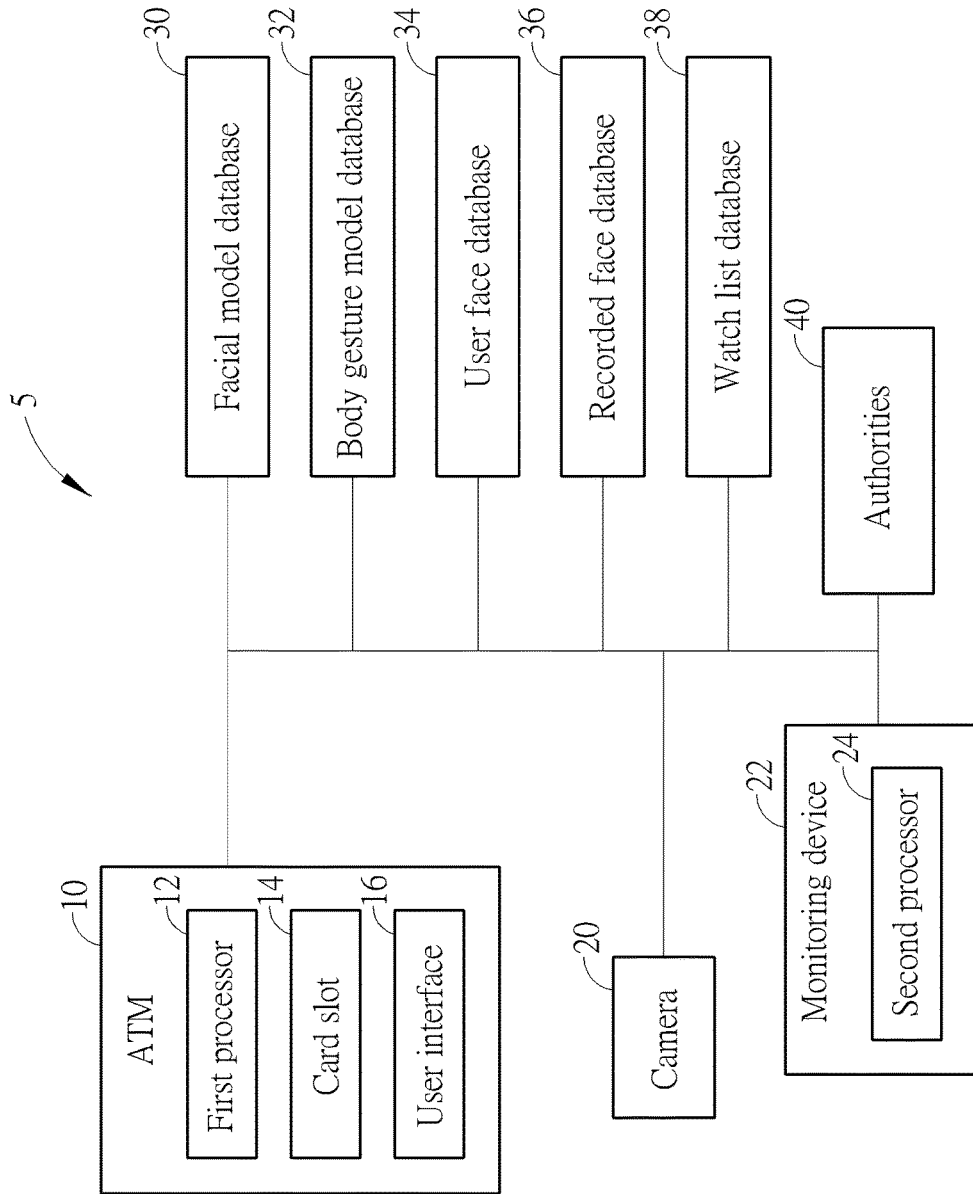 5
10
ATM
12
First processor
14
Card slot
16
User interface
20
Camera
22
Monitoring device
24
Second processor
30
Facial model database
32
Body gesture model database
34
User face database
36
Recorded face database
38
Watch list database
40
Authorities